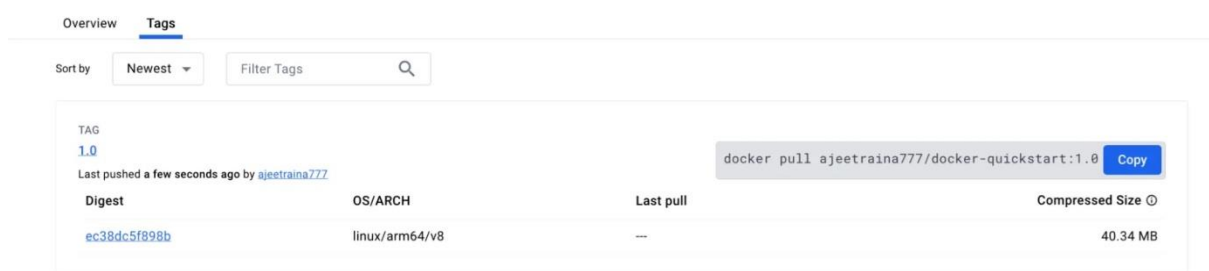 Overview Tags
Sort by Newest Filter Tags
TAG
1.0
docker pull ajeetraina777/docker-quickstart:1.0 Copy
Last pushed a few seconds ago by ajeetraina777
Digest OS/ARCH Last pull Compressed Size
ec38dc5f898b linux/arm64/v8 --- 40.34 MB